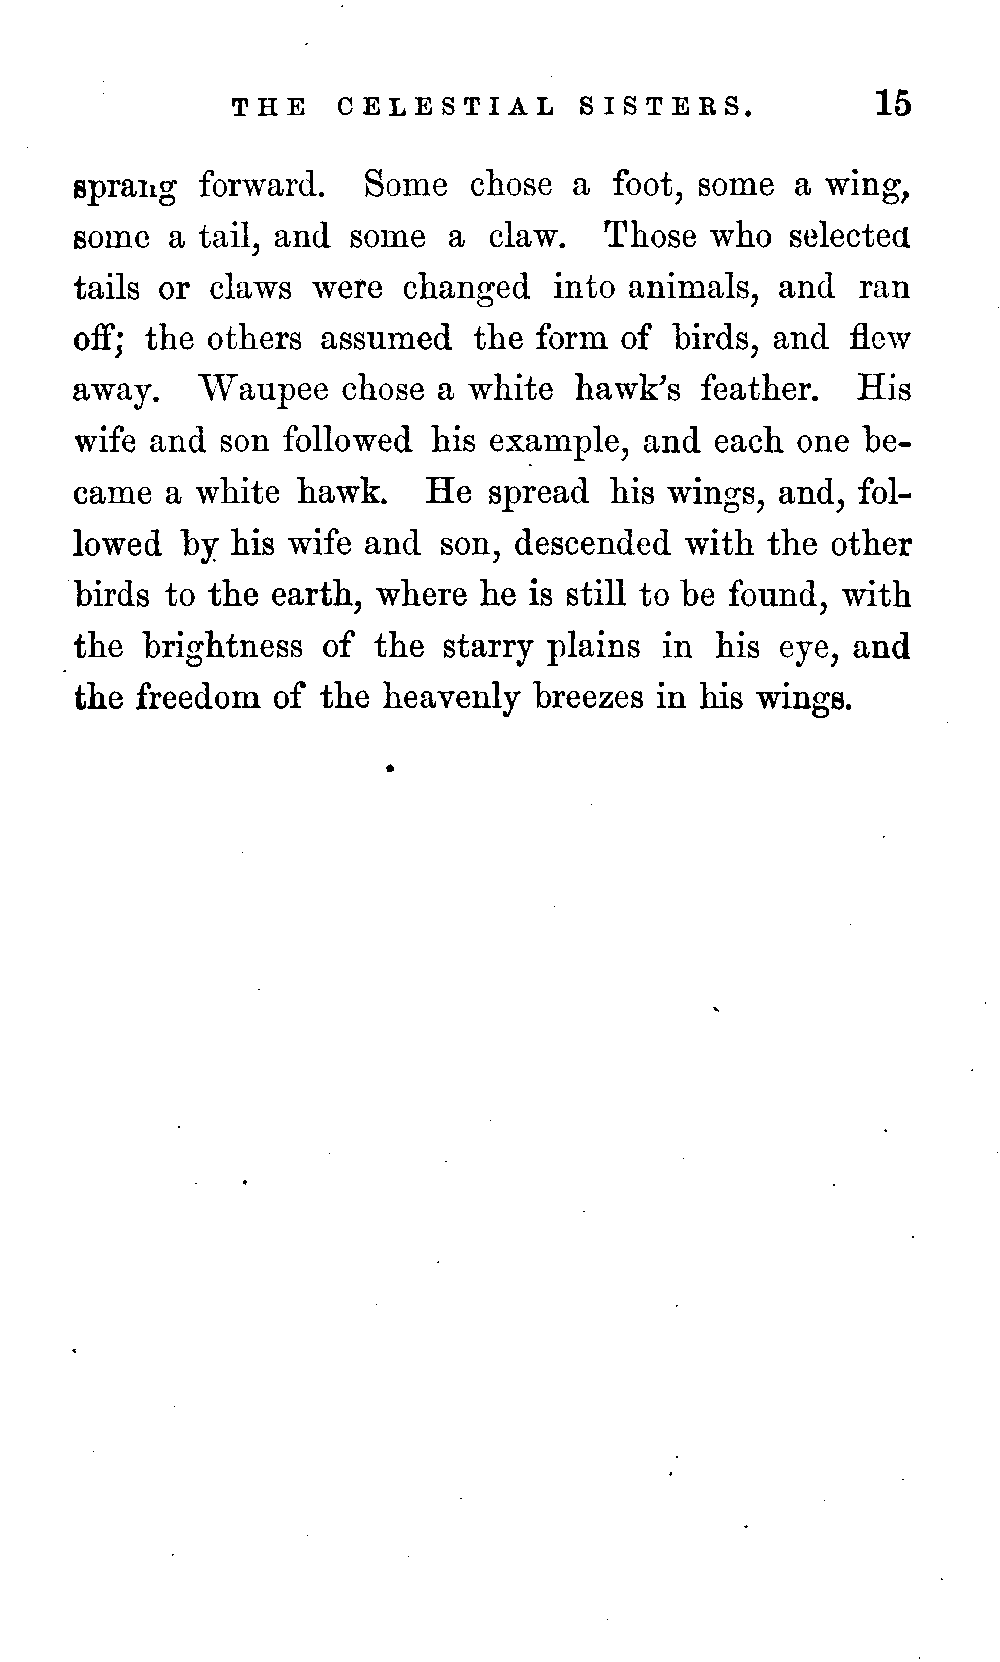 THE CELESTIAL SISTERS. 15
sprang forward. Some chose a foot, some a wing,
some a tail, and some a claw. Those who selected
tails or claws were changed into animals, and ran
off; the others assumed the form of birds, and flew
away. Waupee chose a white hawk's feather. His
wife and son followed his example, and each one be-
came a white hawk. He spread his wings, and, fol-
lowed by his wife and son, descended with the other
birds to the earth, where he is still to be found, with
the brightness of the starry plains in his eye, and
the freedom of the heavenly breezes in his wings.